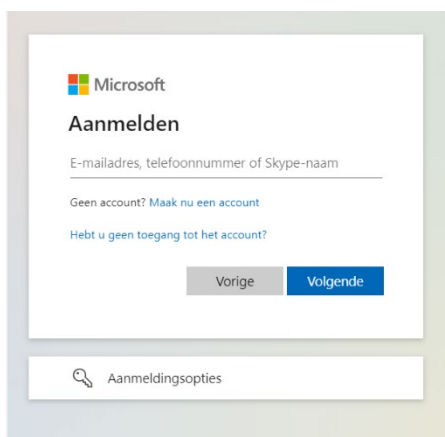 Microsoft
Aanmelden
E-mailadres, telefoonnummer of Skype-naam
Geen account? Maak nu een account
Hebt u geen toegang tot het account?
Vorige Volgende
Aanmeldingsopties